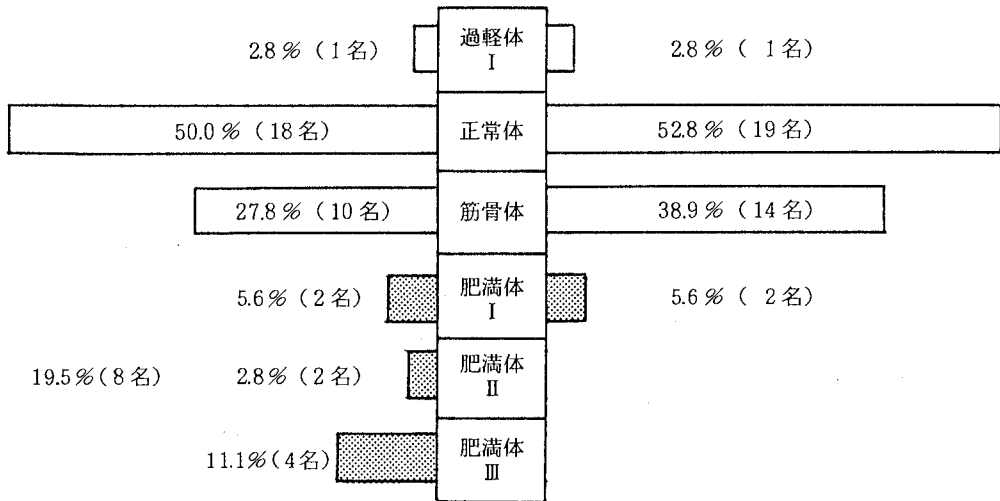 2.8% (1名) 過軽体 I 2.8% (1名)
50.0% (18名) 正常体 52.8% (19名)
27.8% (10名) 筋骨体 38.9% (14名)
5.6% (2名) 肥満体 I 5.6% (2名)
19.5%(8名) 2.8% (2名) 肥満体 II
11.1%(4名) 肥満体 III